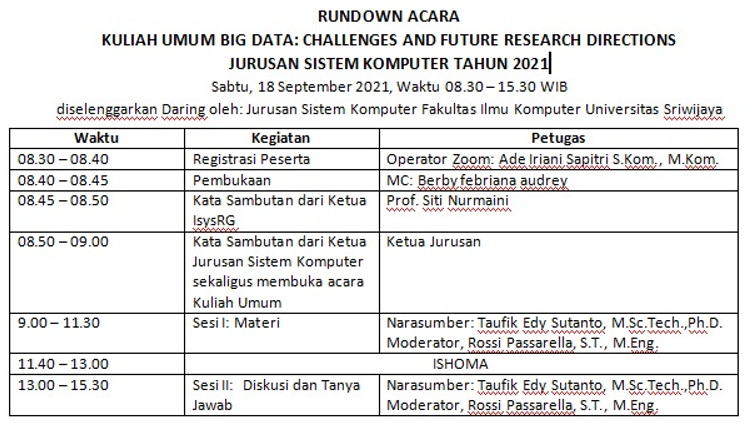 RUNDOWN ACARA
KULIAH UMUM BIG DATA: CHALLENGES AND FUTURE RESEARCH DIRECTIONS
JURUSAN SISTEM KOMPUTER TAHUN 2021
Sabtu, 18 September 2021, Waktu 08.30 – 15.30 WIB
diselenggarkan Daring oleh: Jurusan Sistem Komputer Fakultas Ilmu Komputer Universitas Sriwijaya
Waktu Kegiatan Petugas
08.30 – 08.40 Registrasi Peserta Operator Zoom: Ade Iriani Sapitri S.Kom., M.Kom.
08.40 – 08.45 Pembukaan MC: Berby febriana audrey
08.45 – 08.50 Kata Sambutan dari Ketua Prof. Siti Nurmaini
IsysRG
08.50 – 09.00 Kata Sambutan dari Ketua Ketua Jurusan
Jurusan Sistem Komputer
sekaligus membuka acara
Kuliah Umum
9.00 – 11.30 Sesi I: Materi Narasumber: Taufik Edy Sutanto, M.Sc.Tech.,Ph.D.
Moderator, Rossi Passarella, S.T., M.Eng.
11.40 – 13.00 ISHOMA
13.00 – 15.30 Sesi II: Diskusi dan Tanya Narasumber: Taufik Edy Sutanto, M.Sc.Tech.,Ph.D.
Jawab Moderator, Rossi Passarella, S.T., M.Eng.